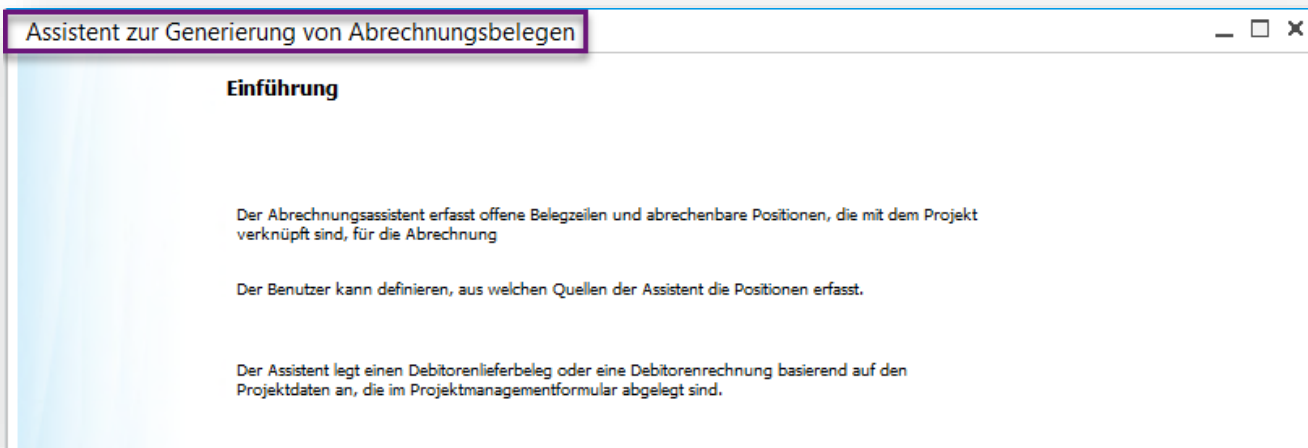 Assistent zur Generierung von Abrechnungsbelegen
Einführung
Der Abrechnungsassistent erfasst offene Belegzeilen und abrechenbare Positionen, die mit dem Projekt
verknüpft sind, für die Abrechnung
Der Benutzer kann definieren, aus welchen Quellen der Assistent die Positionen erfasst.
Der Assistent legt einen Debitorenlieferbeleg oder eine Debitorenrechnung basierend auf den
Projektdaten an, die im Projektmanagementformular abgelegt sind.